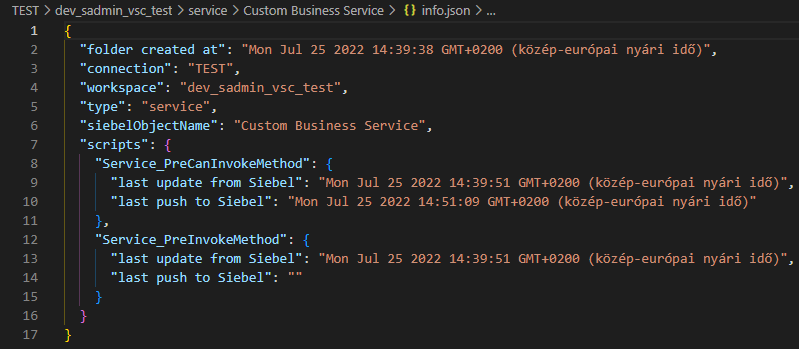 TEST > dev_sadmin_vsc_test > service > Custom Business Service > {} info.json > ...
1 {
2 "folder created at": "Mon Jul 25 2022 14:39:38 GMT+0200 (közép-európai nyári idő)",
3 "connection": "TEST",
4 "workspace": "dev_sadmin_vsc_test",
5 "type": "service",
6 "siebelObjectName": "Custom Business Service",
7 "scripts": {
8 "Service_PreCanInvokeMethod": {
9 "last update from Siebel": "Mon Jul 25 2022 14:39:51 GMT+0200 (közép-európai nyári idő)",
10 "last push to Siebel": "Mon Jul 25 2022 14:51:09 GMT+0200 (közép-európai nyári idő)"
11 },
12 "Service_PreInvokeMethod": {
13 "last update from Siebel": "Mon Jul 25 2022 14:39:51 GMT+0200 (közép-európai nyári idő)",
14 "last push to Siebel": ""
15 }
16 }
17 }